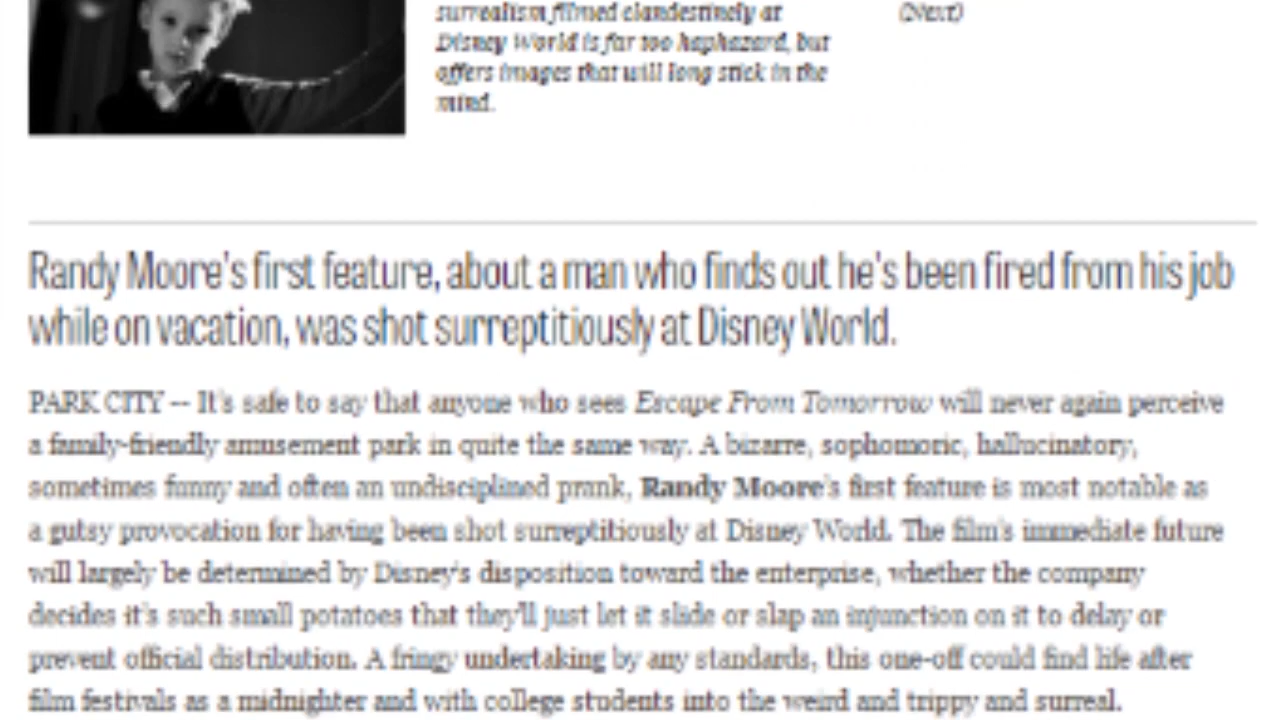 surrealism filmed clandestinely at
Disney World is far too haphazard, but
offers images that will long stick in the
mind.
(Next)
Randy Moore's first feature, about a man who finds out he's been fired from his job
while on vacation, was shot surreptitiously at Disney World.
PARK CITY -- It's safe to say that anyone who sees Escape From Tomorrow will never again perceive
a family-friendly amusement park in quite the same way. A bizarre, sophomoric, hallucinatory,
sometimes funny and often an undisciplined prank, Randy Moore's first feature is most notable as
a gutsy provocation for having been shot surreptitiously at Disney World. The film's immediate future
will largely be determined by Disney's disposition toward the enterprise, whether the company
decides it's such small potatoes that they'll just let it slide or slap an injunction on it to delay or
prevent official distribution. A fringy undertaking by any standards, this one-off could find life after
film festivals as a midnighter and with college students into the weird and trippy and surreal.